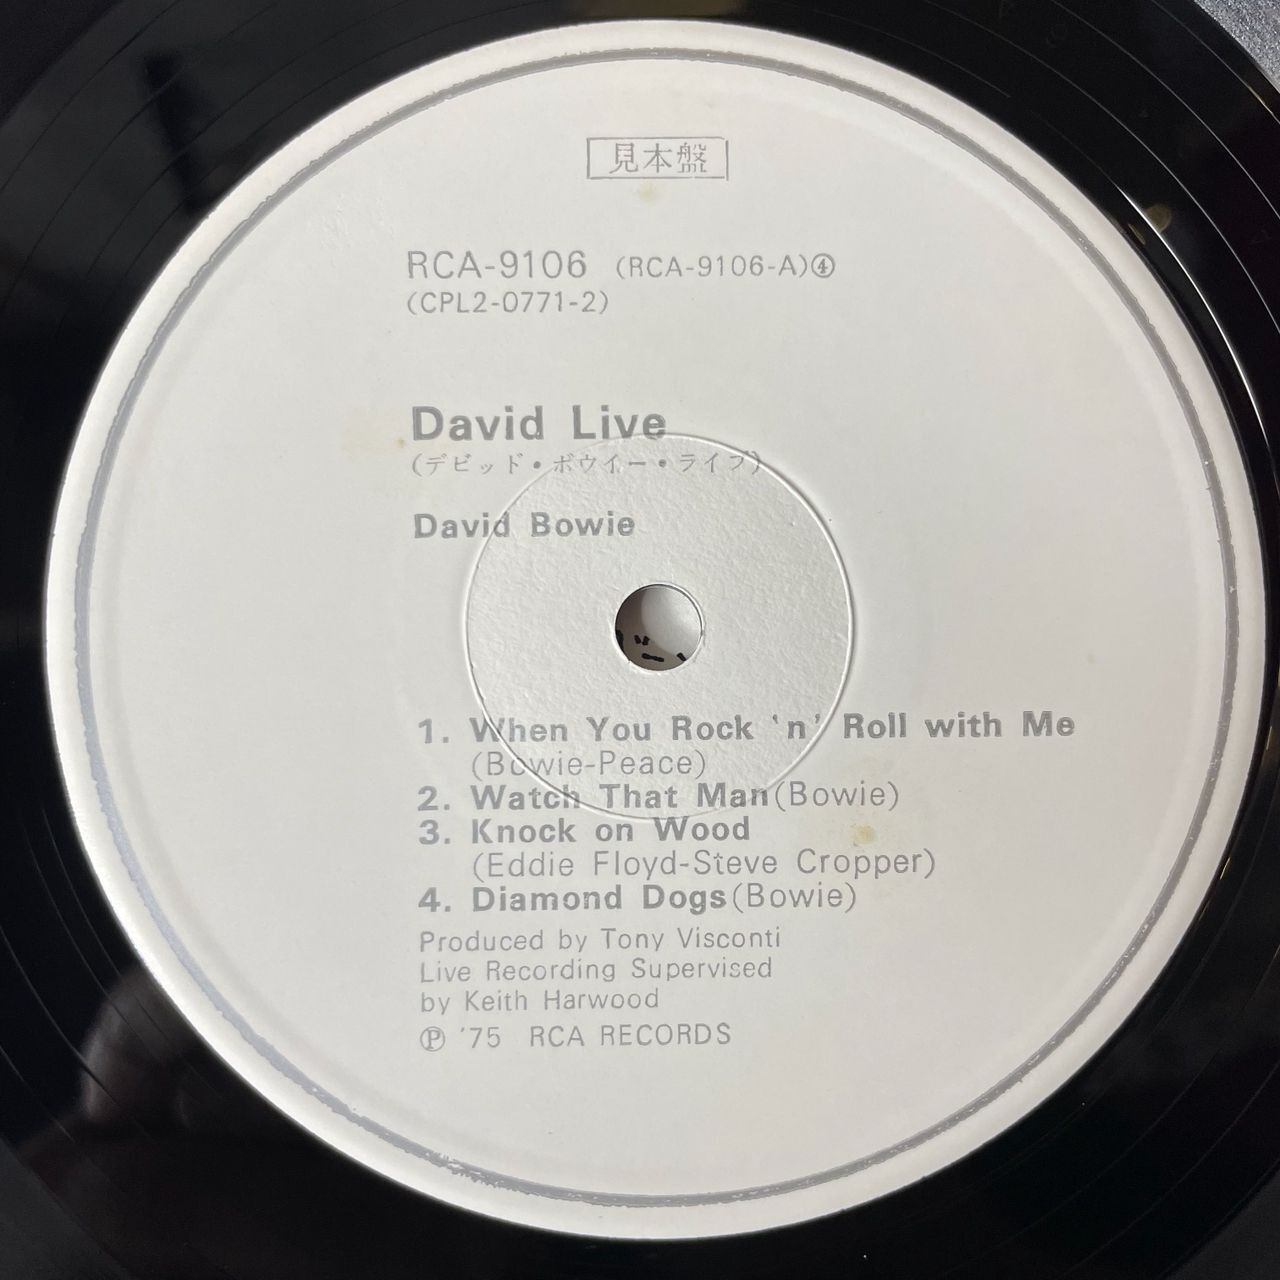 見本盤
RCA-9106 (RCA-9106-A)④
(CPL2-0771-2)
David Live
(デビッド・ボウイー・ライブ)
David Bowie
1. When You Rock 'n' Roll with Me
(Bowie-Peace)
2. Watch That Man(Bowie)
3. Knock on Wood
(Eddie Floyd-Steve Cropper)
4. Diamond Dogs(Bowie)
Produced by Tony Visconti
Live Recording Supervised
by Keith Harwood
Ⓟ '75 RCA RECORDS